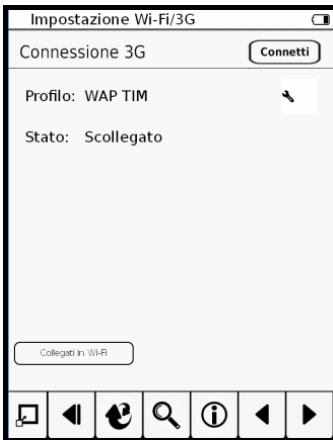 Impostazione Wi-Fi/3G
Connessione 3G Connetti
Profilo: WAP TIM
Stato: Scollegato
Collegati in Wi-Fi